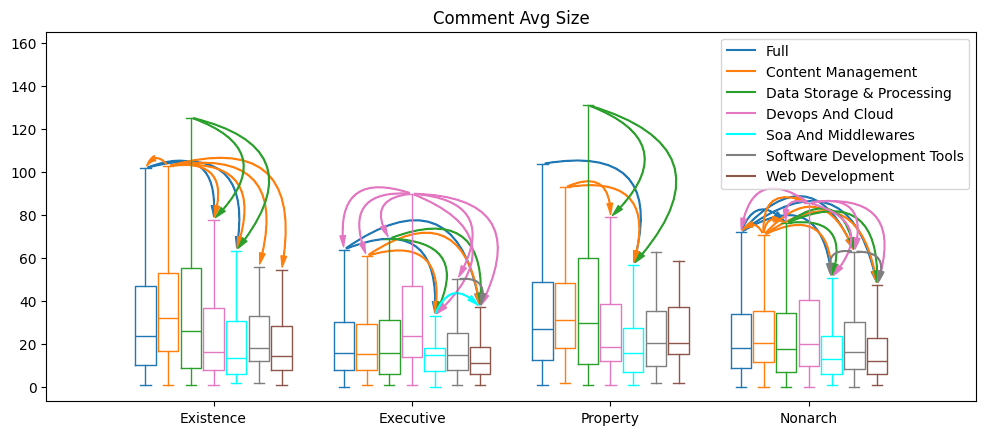 Comment Avg Size
160
140
120
100
80
60
40
20
0
Full
Content Management
Data Storage & Processing
Devops And Cloud
Soa And Middlewares
Software Development Tools
Web Development
Existence
Executive
Property
Nonarch